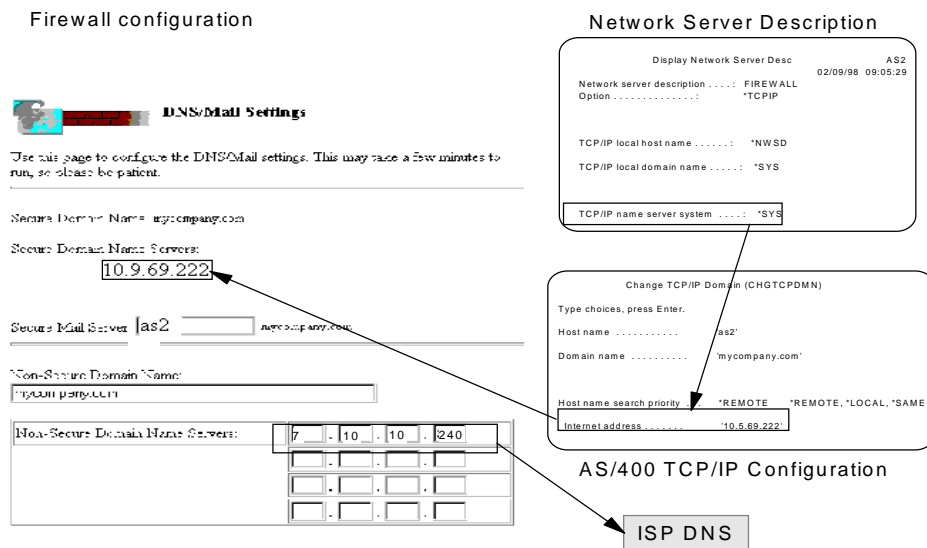 Firewall configuration
DNS/Mail Settings
Use this page to configure the DNS/Mail settings. This may take a few minutes to
run, so please be patient.
Secure Domain Name: mycompany.com
Secure Domain Name Servers:
10.9.69.222
Secure Mail Server as2 .mycompany.com
Non-Secure Domain Name:
mycompany.com
Non-Secure Domain Name Servers: 7 . 10 . 10 . 240
. . .
. . .
. . .
Network Server Description
Display Network Server Desc AS2
02/09/98 09:05:29
Network server description . . . . : FIREWALL
Option . . . . . . . . . . . . . : *TCPIP
TCP/IP local host name . . . . . . : *NWSD
TCP/IP local domain name . . . . . : *SYS
TCP/IP name server system . . . . : *SYS
Change TCP/IP Domain (CHGTCPDMN)
Type choices, press Enter.
Host name . . . . . . . . . . . 'as2'
Domain name . . . . . . . . . . 'mycompany.com'
Host name search priority . . . *REMOTE *REMOTE, *LOCAL, *SAME
Internet address . . . . . . . '10.5.69.222'
AS/400 TCP/IP Configuration
ISP DNS